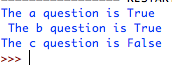 The a question is True
The b question is True
The c question is False
>>>